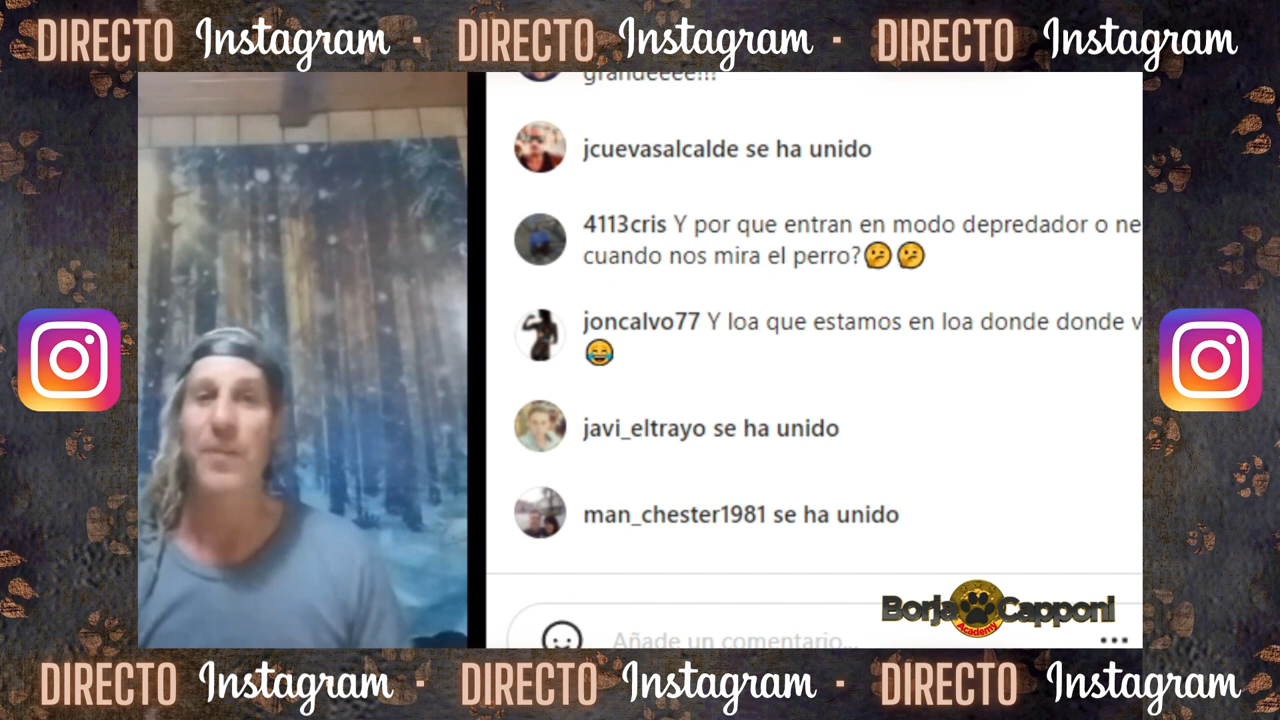 DIRECTO Instagram · DIRECTO Instagram · DIRECTO Instagram
grandeeee!!!
jcuevasalcalde se ha unido
4113cris Y por que entran en modo depredador o ne
cuando nos mira el perro?🫤🫤
joncalvo77 Y loa que estamos en loa donde donde v
😂
javi_eltrayo se ha unido
man_chester1981 se ha unido
Borja Capponi
Academy
Añade un comentario...
DIRECTO Instagram · DIRECTO Instagram · DIRECTO Instagram